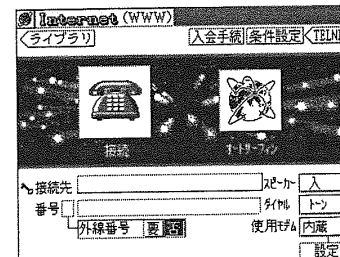 Internet (WWW)
<ライブラリ 入会手続 条件設定 <TELN
接続 オートサーフィン
接続先 スピーカー 入
番号 ダイヤル トーン
外線番号 要 否 使用モデム 内蔵
設定